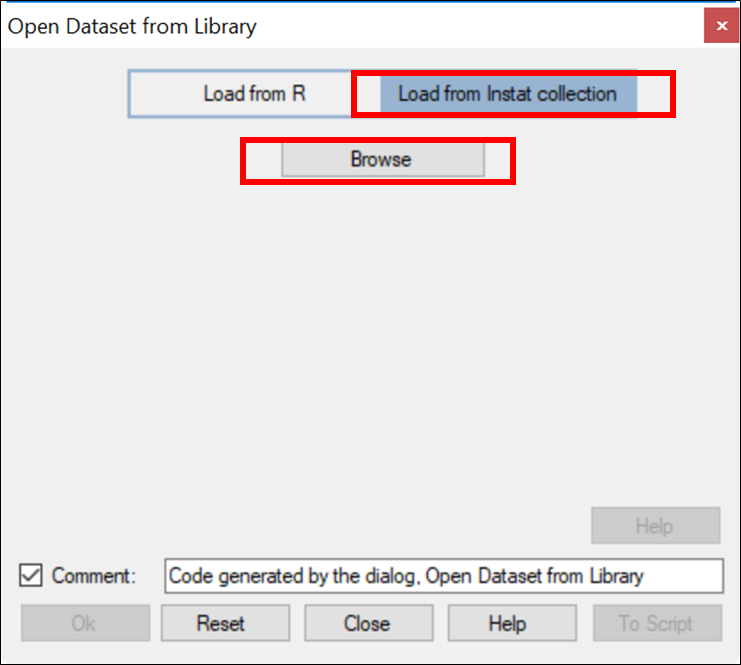 Open Dataset from Library
Load from R
Load from Instat collection
Browse
Help
Comment:
Code generated by the dialog, Open Dataset from Library
Ok
Reset
Close
Help
To Script